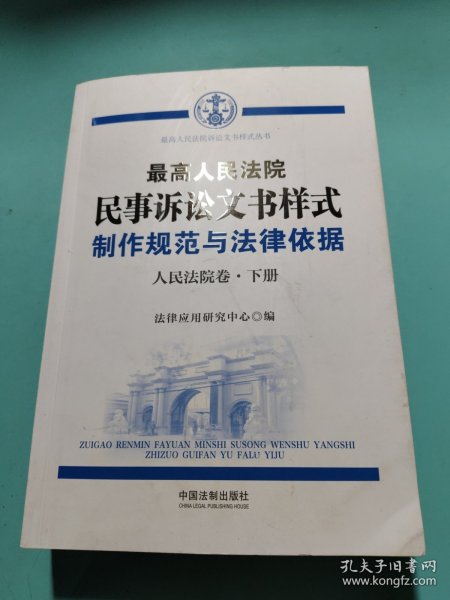 最高人民法院诉讼文书样式丛书
最高人民法院
民事诉讼文书样式
制作规范与法律依据
人民法院卷·下册
法律应用研究中心◎编
ZUIGAO RENMIN FAYUAN MINSHI SUSONG WENSHU YANGSHI
ZHIZUO GUIFAN YU FALU YIJU
中国法制出版社
CHINA LEGAL PUBLISHING HOUSE
孔夫子旧书网
www.kongfz.com